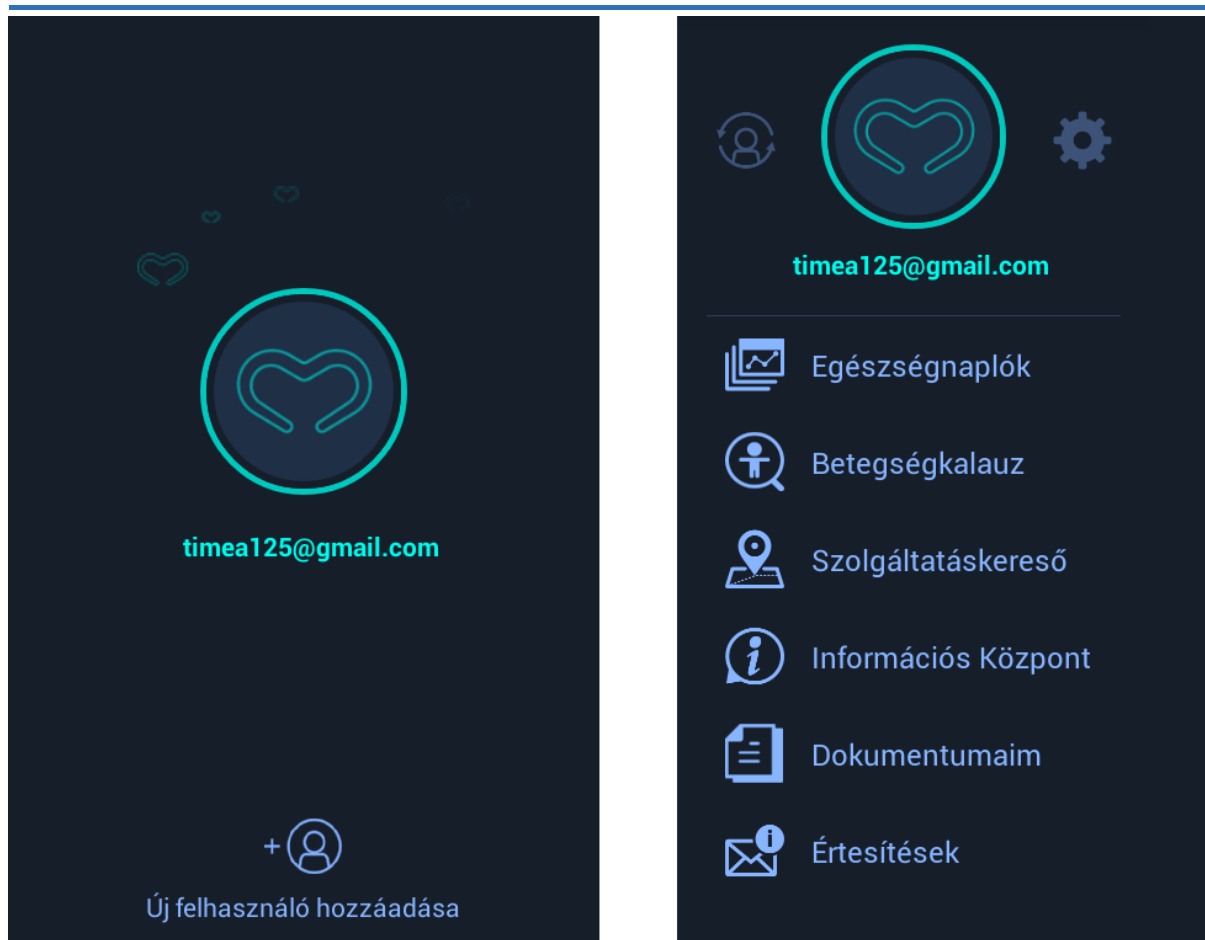 timea125@gmail.com
Új felhasználó hozzáadása
timea125@gmail.com
Egészségnaplók
Betegségkalauz
Szolgáltatáskereső
Információs Központ
Dokumentumaim
Értesítések